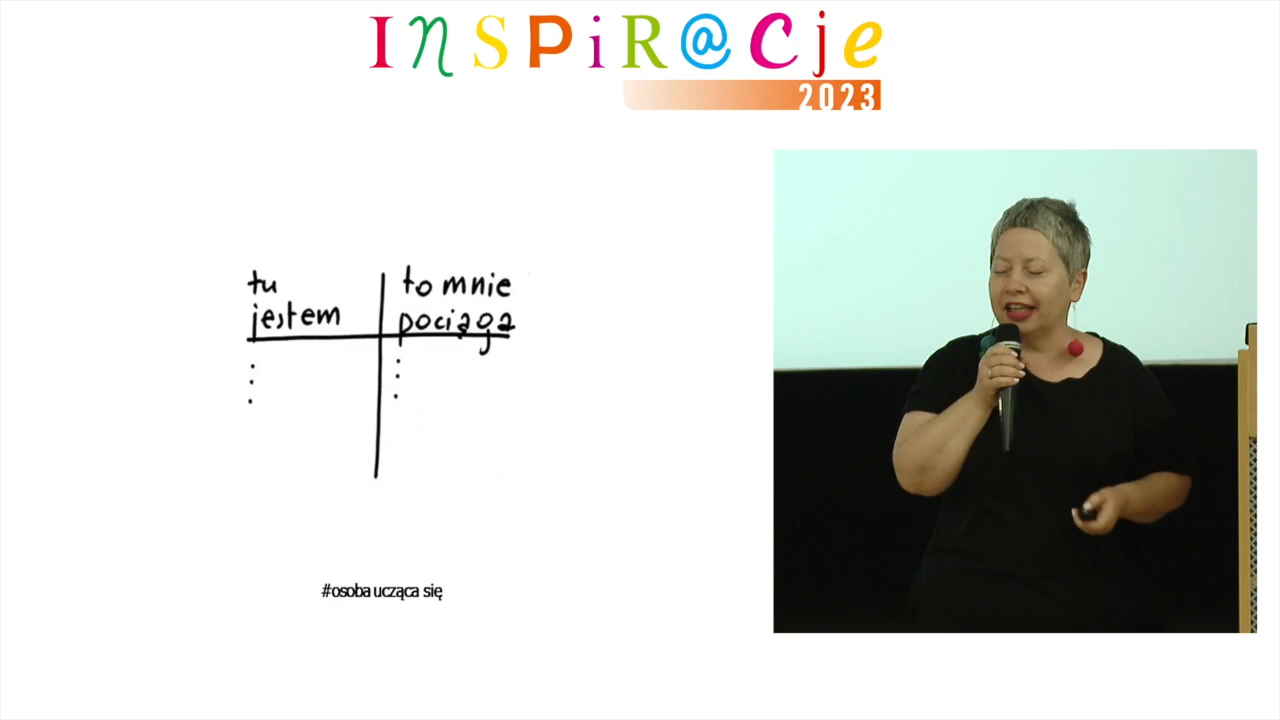 INSPiR@Cje
2023
tu
jestem
to mnie
pociąga
#osoba ucząca się